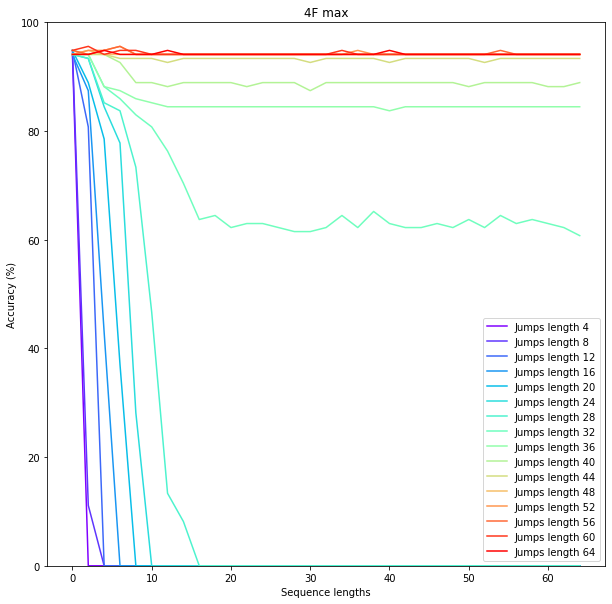 4F max
100
80
60
40
20
0
Accuracy (%)
0 10 20 30 40 50 60
Sequence lengths
Jumps length 4
Jumps length 8
Jumps length 12
Jumps length 16
Jumps length 20
Jumps length 24
Jumps length 28
Jumps length 32
Jumps length 36
Jumps length 40
Jumps length 44
Jumps length 48
Jumps length 52
Jumps length 56
Jumps length 60
Jumps length 64